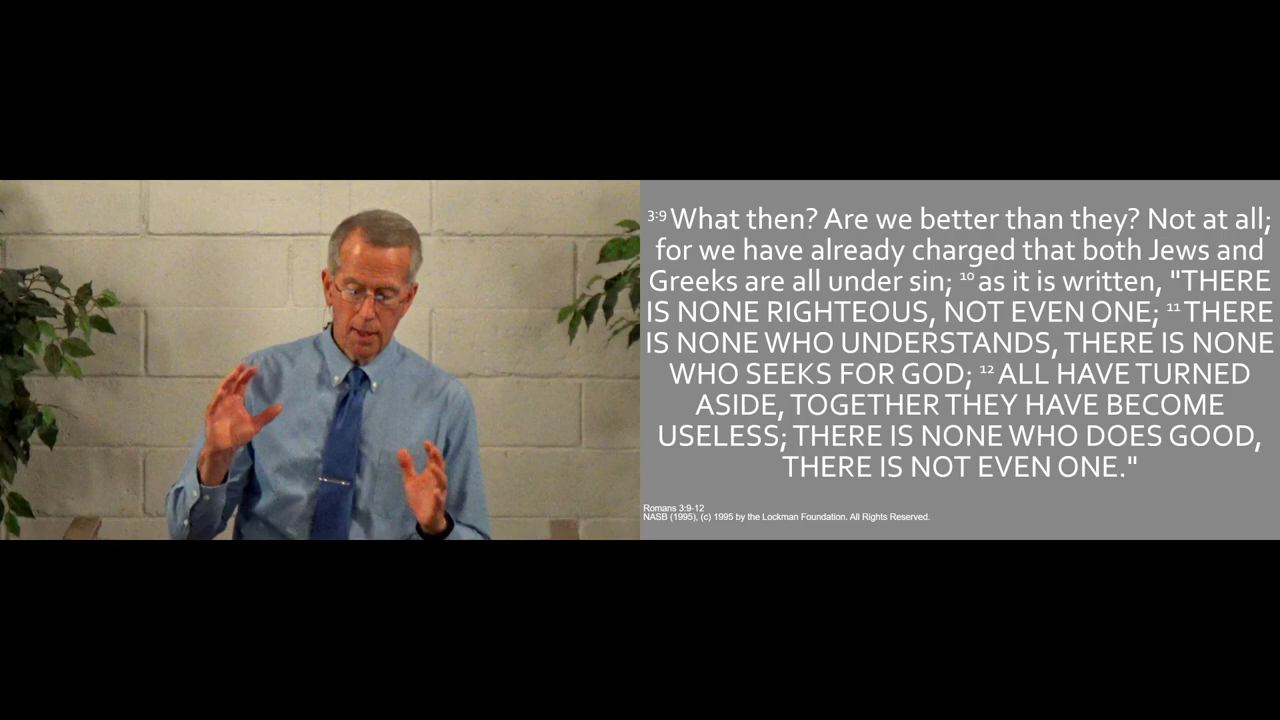 3:9 What then? Are we better than they? Not at all;
for we have already charged that both Jews and
Greeks are all under sin; 10 as it is written, "THERE
IS NONE RIGHTEOUS, NOT EVEN ONE; 11 THERE
IS NONE WHO UNDERSTANDS, THERE IS NONE
WHO SEEKS FOR GOD; 12 ALL HAVE TURNED
ASIDE, TOGETHER THEY HAVE BECOME
USELESS; THERE IS NONE WHO DOES GOOD,
THERE IS NOT EVEN ONE."
Romans 3:9-12
NASB (1995), (c) 1995 by the Lockman Foundation. All Rights Reserved.